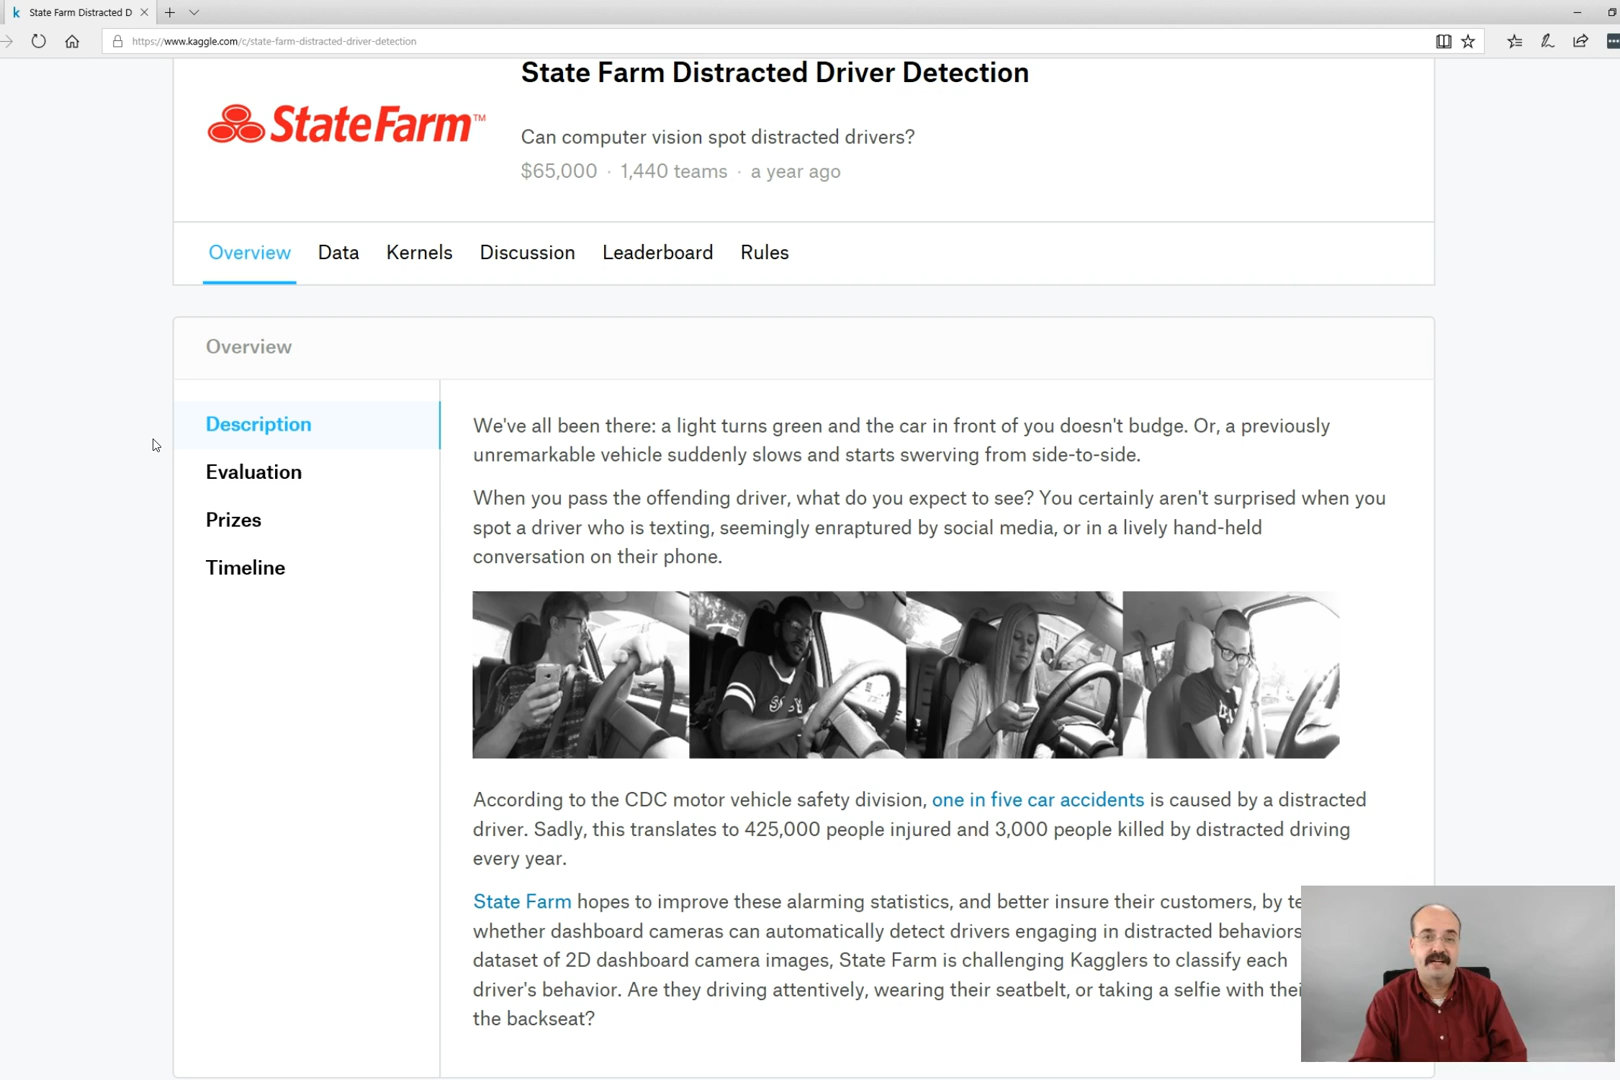 State Farm Distracted D
https://www.kaggle.com/c/state-farm-distracted-driver-detection
State Farm Distracted Driver Detection
StateFarm™
Can computer vision spot distracted drivers?
$65,000 · 1,440 teams · a year ago
Overview Data Kernels Discussion Leaderboard Rules
Overview
Description
Evaluation
Prizes
Timeline
We've all been there: a light turns green and the car in front of you doesn't budge. Or, a previously
unremarkable vehicle suddenly slows and starts swerving from side-to-side.
When you pass the offending driver, what do you expect to see? You certainly aren't surprised when you
spot a driver who is texting, seemingly enraptured by social media, or in a lively hand-held
conversation on their phone.
According to the CDC motor vehicle safety division, one in five car accidents is caused by a distracted
driver. Sadly, this translates to 425,000 people injured and 3,000 people killed by distracted driving
every year.
State Farm hopes to improve these alarming statistics, and better insure their customers, by te
whether dashboard cameras can automatically detect drivers engaging in distracted behaviors
dataset of 2D dashboard camera images, State Farm is challenging Kagglers to classify each
driver's behavior. Are they driving attentively, wearing their seatbelt, or taking a selfie with thei
the backseat?